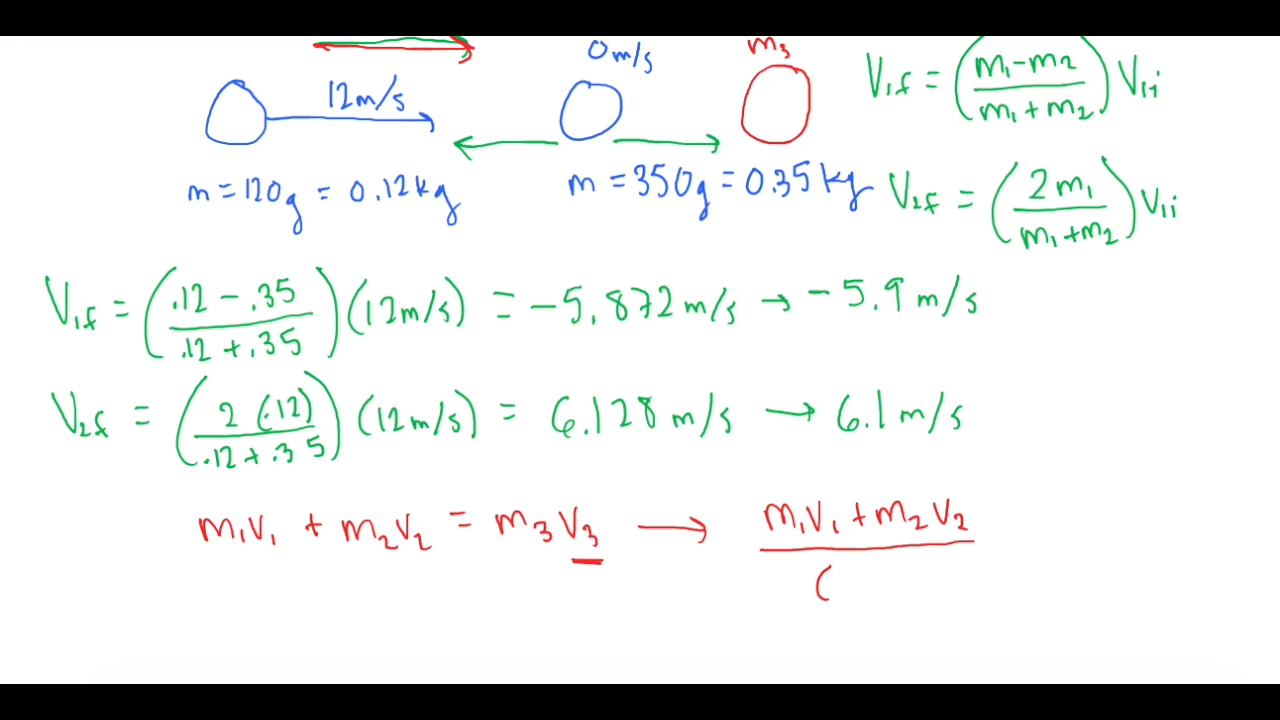 0 m/s
m₃
12 m/s
V₁f = (m₁ - m₂ / m₁ + m₂) V₁i
m = 120g = 0.12 kg
m = 350g = 0.35 kg
V₂f = (2m₁ / m₁ + m₂) V₁i
V₁f = (.12 - .35 / .12 + .35) (12 m/s) = -5.872 m/s → -5.9 m/s
V₂f = (2 (.12) / .12 + .35) (12 m/s) = 6.128 m/s → 6.1 m/s
m₁V₁ + m₂V₂ = m₃V₃ → m₁V₁ + m₂V₂
(